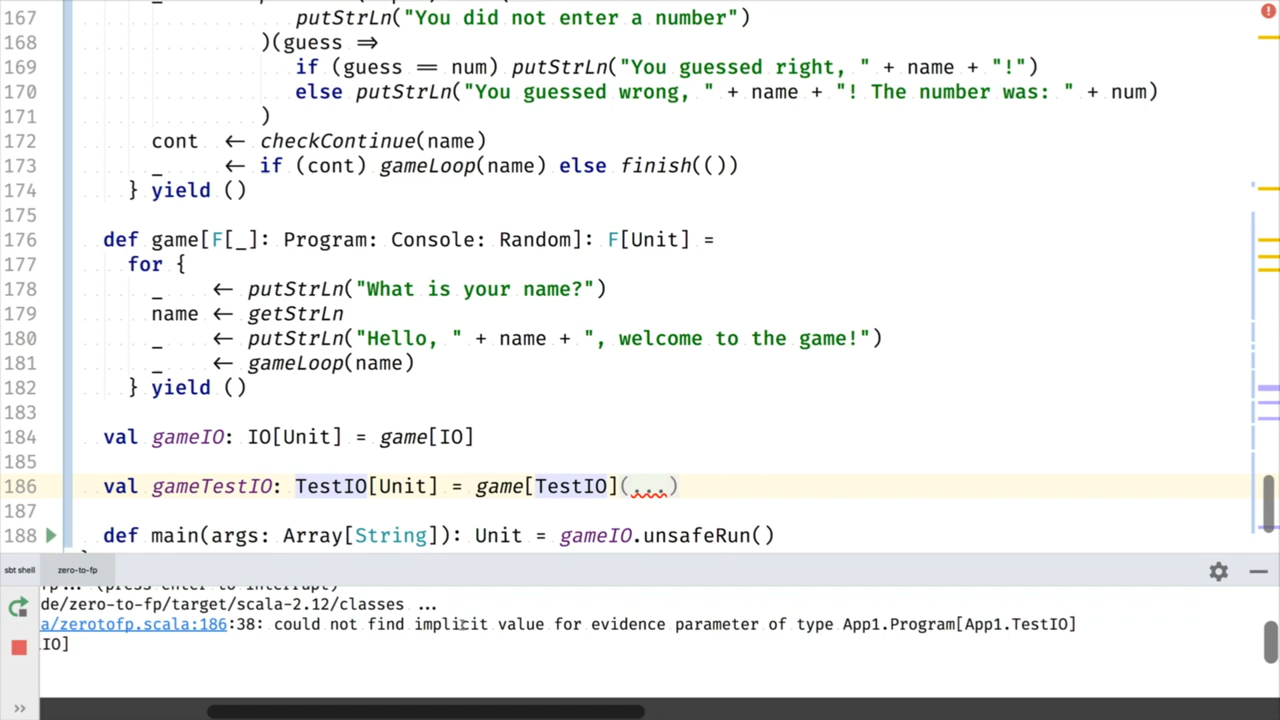 167 putStrLn("You did not enter a number")
168 )(guess ⇒
169 if (guess == num) putStrLn("You guessed right, " + name + "!")
170 else putStrLn("You guessed wrong, " + name + "! The number was: " + num)
171 )
172 cont ← checkContinue(name)
173 _ ← if (cont) gameLoop(name) else finish(())
174 } yield ()
175
176 def game[F[_]: Program: Console: Random]: F[Unit] =
177 for {
178 _ ← putStrLn("What is your name?")
179 name ← getStrLn
180 _ ← putStrLn("Hello, " + name + ", welcome to the game!")
181 _ ← gameLoop(name)
182 } yield ()
183
184 val gameIO: IO[Unit] = game[IO]
185
186 val gameTestIO: TestIO[Unit] = game[TestIO](...)
187
188 def main(args: Array[String]): Unit = gameIO.unsafeRun()
sbt shell zero-to-fp
fp... (press enter to interrupt)
de/zero-to-fp/target/scala-2.12/classes ...
a/zerotofp.scala:186:38: could not find implicit value for evidence parameter of type App1.Program[App1.TestIO]
IO]